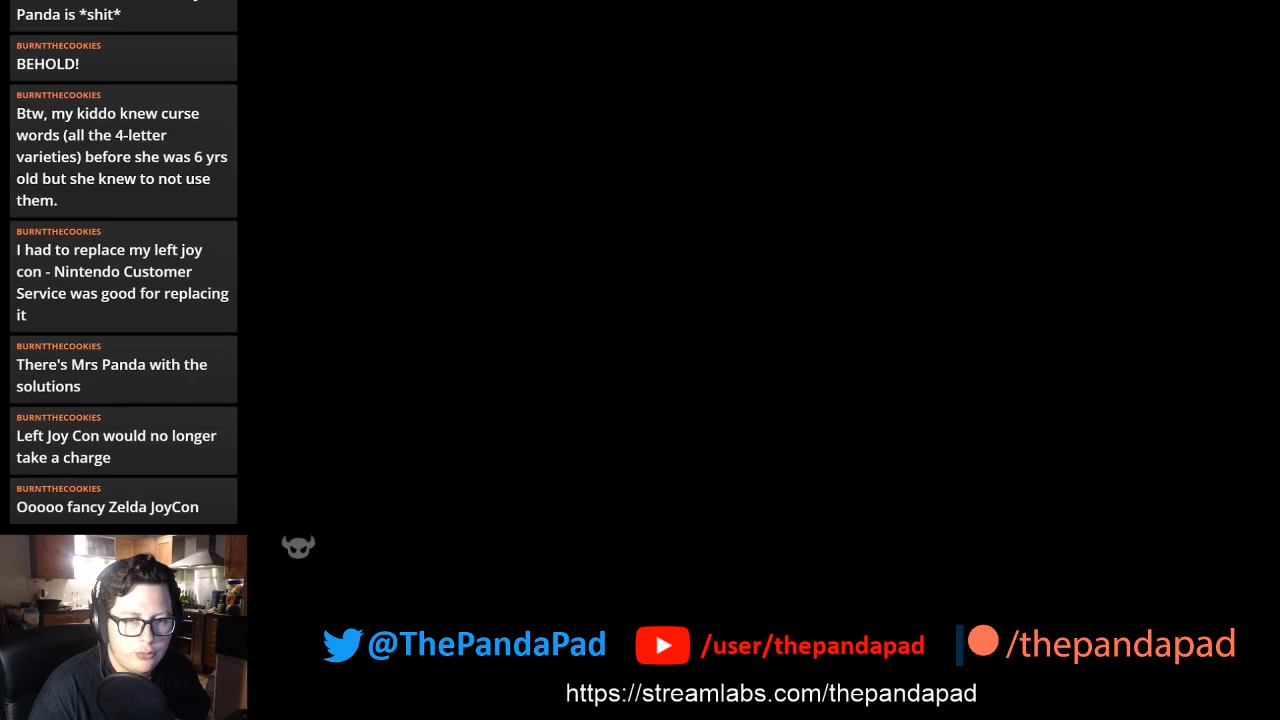 Panda is *shit*
BURNTTHECOOKIES
BEHOLD!
BURNTTHECOOKIES
Btw, my kiddo knew curse
words (all the 4-letter
varieties) before she was 6 yrs
old but she knew to not use
them.
BURNTTHECOOKIES
I had to replace my left joy
con - Nintendo Customer
Service was good for replacing
it
BURNTTHECOOKIES
There's Mrs Panda with the
solutions
BURNTTHECOOKIES
Left Joy Con would no longer
take a charge
BURNTTHECOOKIES
Ooooo fancy Zelda JoyCon
@ThePandaPad
/user/thepandapad
/thepandapad
https://streamlabs.com/thepandapad